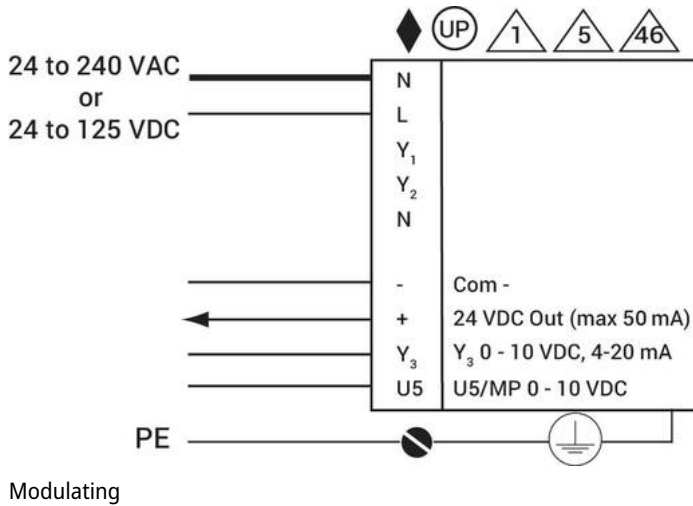 UP 1 5 46
24 to 240 VAC
or
24 to 125 VDC
N
L
Y1
Y2
N
- Com -
+ 24 VDC Out (max 50 mA)
Y3 Y3 0 - 10 VDC, 4-20 mA
U5 U5/MP 0 - 10 VDC
PE
Modulating